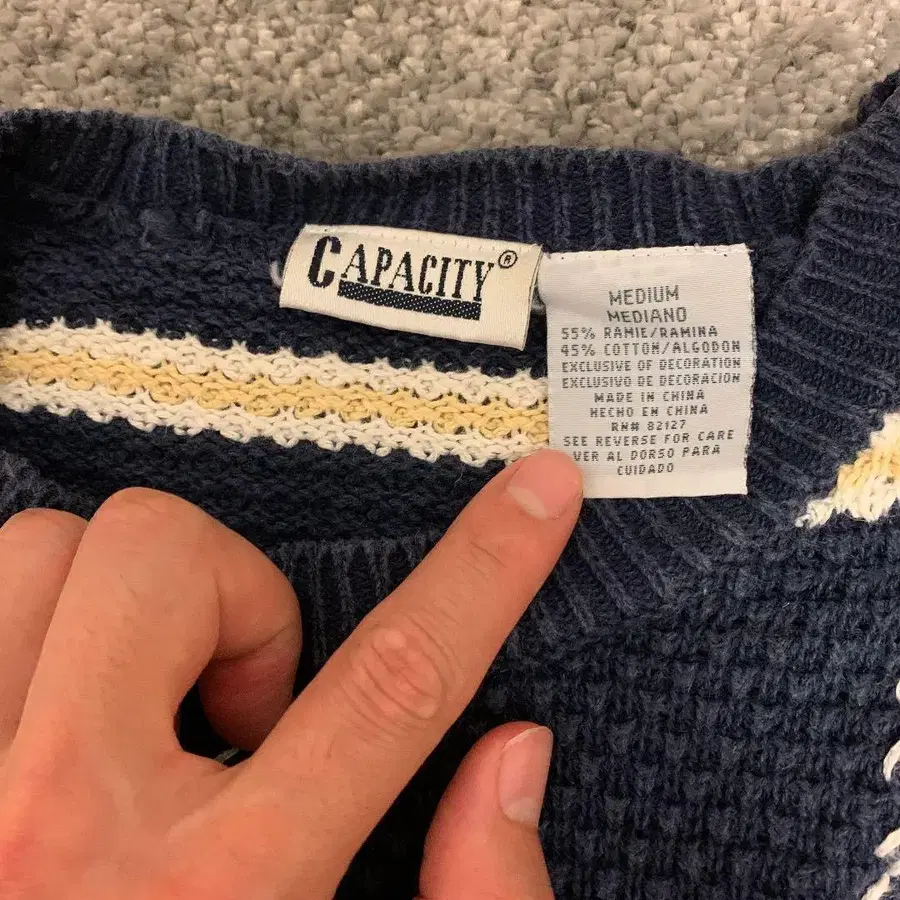 CAPACITY®
MEDIUM
MEDIANO
55% RAMIE/RAMINA
45% COTTON/ALGODON
EXCLUSIVE OF DECORATION
EXCLUSIVO DE DECORACION
MADE IN CHINA
HECHO EN CHINA
RN# 82127
SEE REVERSE FOR CARE
VER AL DORSO PARA
CUIDADO